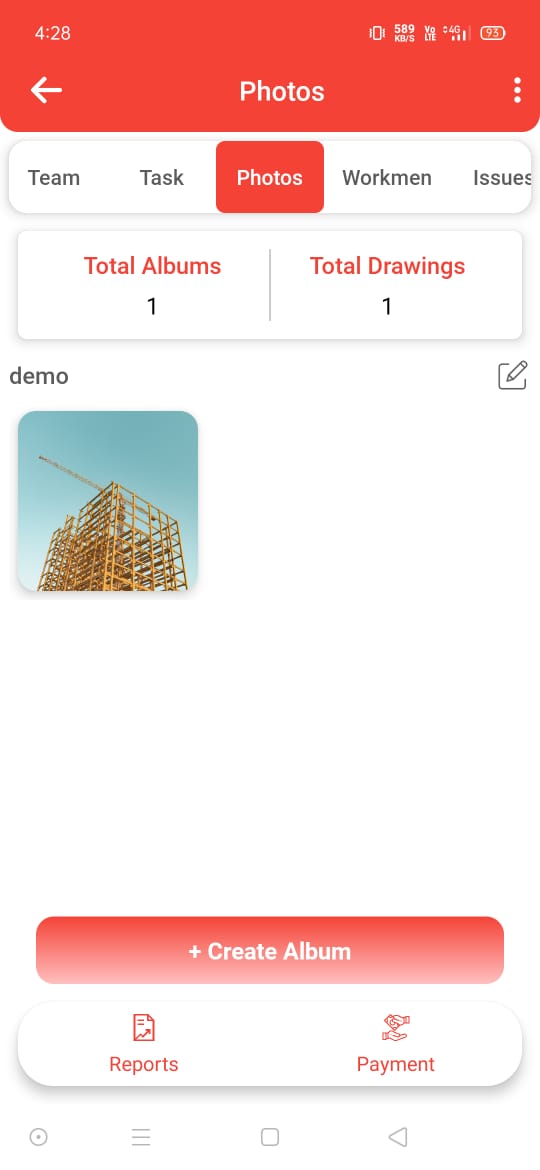 4:28
589 KB/S Vo LTE 4G 93
Photos
Team Task Photos Workmen Issues
Total Albums Total Drawings
1 1
demo
+ Create Album
Reports Payment